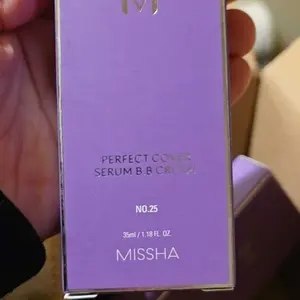 M
PERFECT COVER
SERUM B.B CREAM
NO.25
35ml / 1.18 FL. OZ.
MISSHA